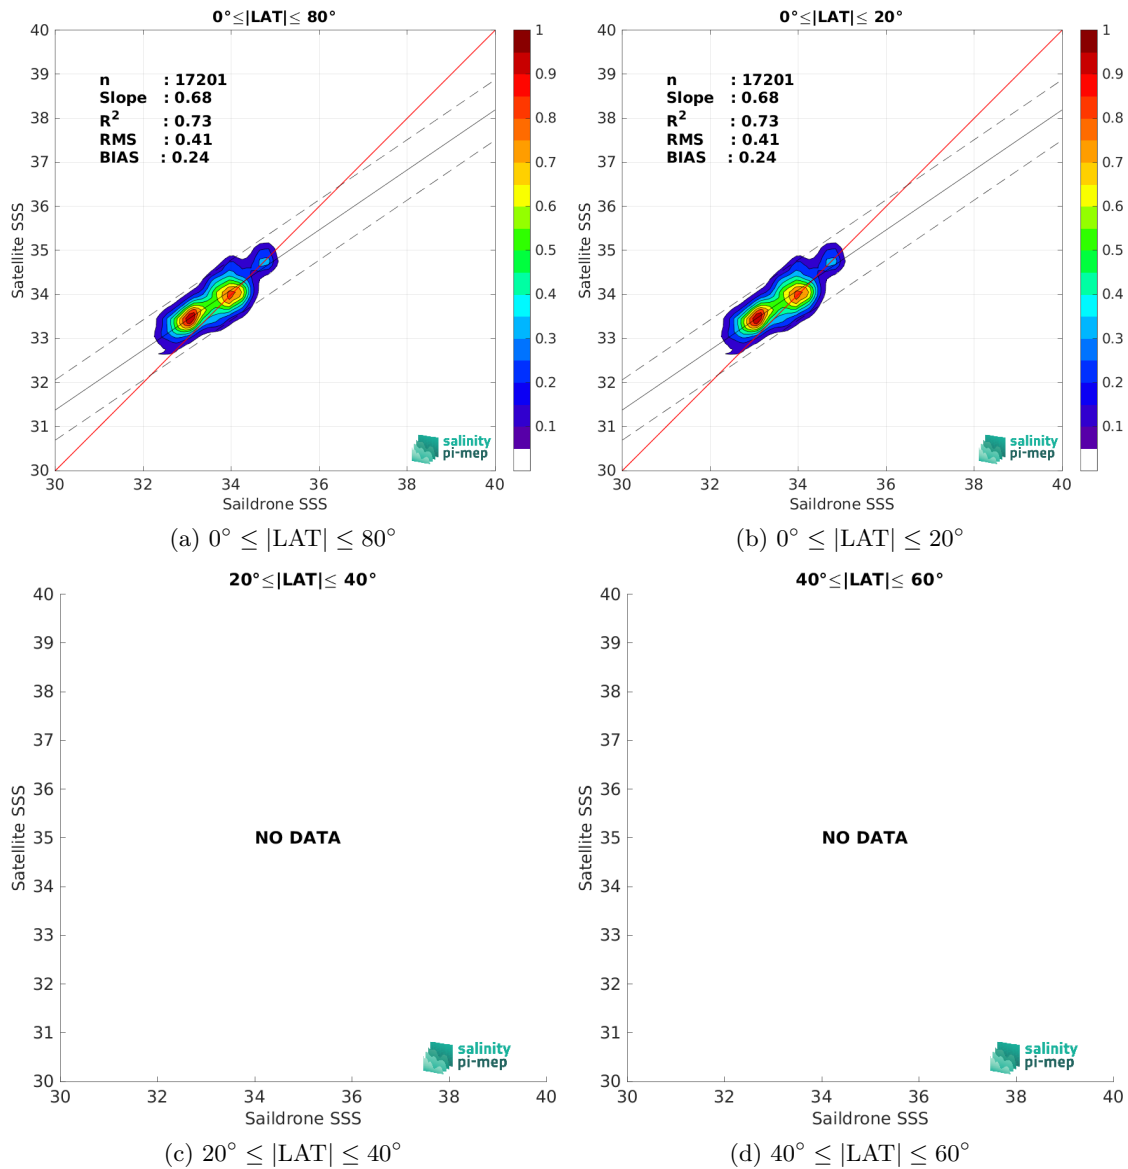 0°≤|LAT|≤ 80°
40
39
38
37
36
35
34
33
32
31
30
Satellite SSS
n : 17201
Slope : 0.68
R² : 0.73
RMS : 0.41
BIAS : 0.24
salinity
pi-mep
30 32 34 36 38 40
Saildrone SSS
1
0.9
0.8
0.7
0.6
0.5
0.4
0.3
0.2
0.1
(a) 0° ≤ |LAT| ≤ 80°
0°≤|LAT|≤ 20°
40
39
38
37
36
35
34
33
32
31
30
Satellite SSS
n : 17201
Slope : 0.68
R² : 0.73
RMS : 0.41
BIAS : 0.24
salinity
pi-mep
30 32 34 36 38 40
Saildrone SSS
1
0.9
0.8
0.7
0.6
0.5
0.4
0.3
0.2
0.1
(b) 0° ≤ |LAT| ≤ 20°
20°≤|LAT|≤ 40°
40
39
38
37
36
35
34
33
32
31
30
Satellite SSS
NO DATA
salinity
pi-mep
30 32 34 36 38 40
Saildrone SSS
(c) 20° ≤ |LAT| ≤ 40°
40°≤|LAT|≤ 60°
40
39
38
37
36
35
34
33
32
31
30
Satellite SSS
NO DATA
salinity
pi-mep
30 32 34 36 38 40
Saildrone SSS
(d) 40° ≤ |LAT| ≤ 60°